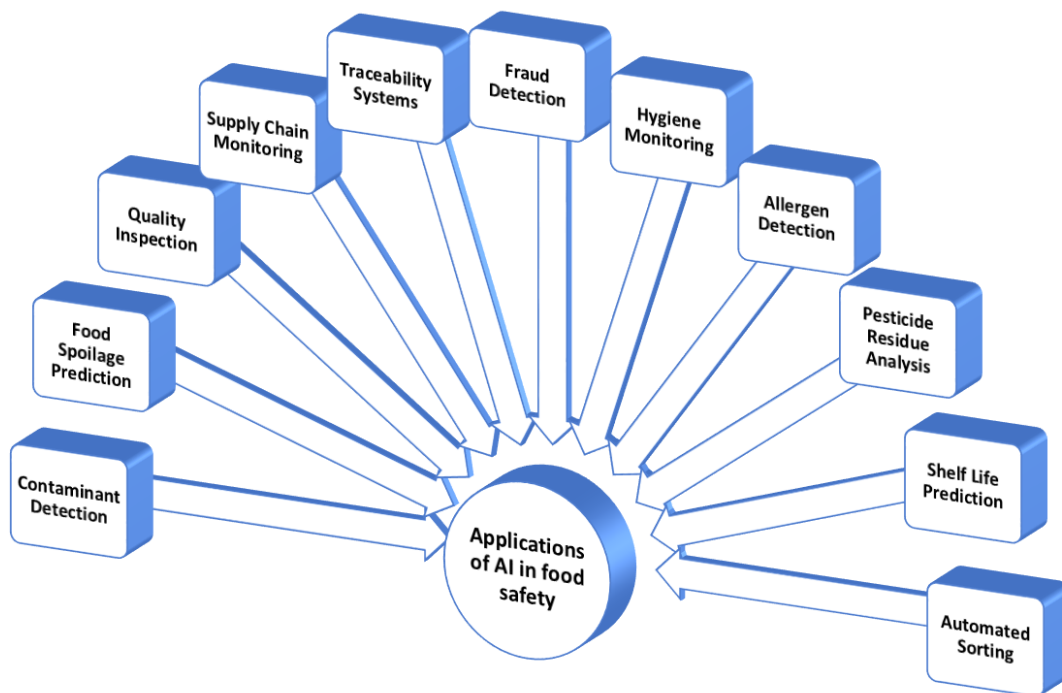 Contaminant
Detection
Food
Spoilage
Prediction
Quality
Inspection
Supply Chain
Monitoring
Traceability
Systems
Fraud
Detection
Hygiene
Monitoring
Allergen
Detection
Pesticide
Residue
Analysis
Shelf Life
Prediction
Automated
Sorting
Applications
of AI in food
safety